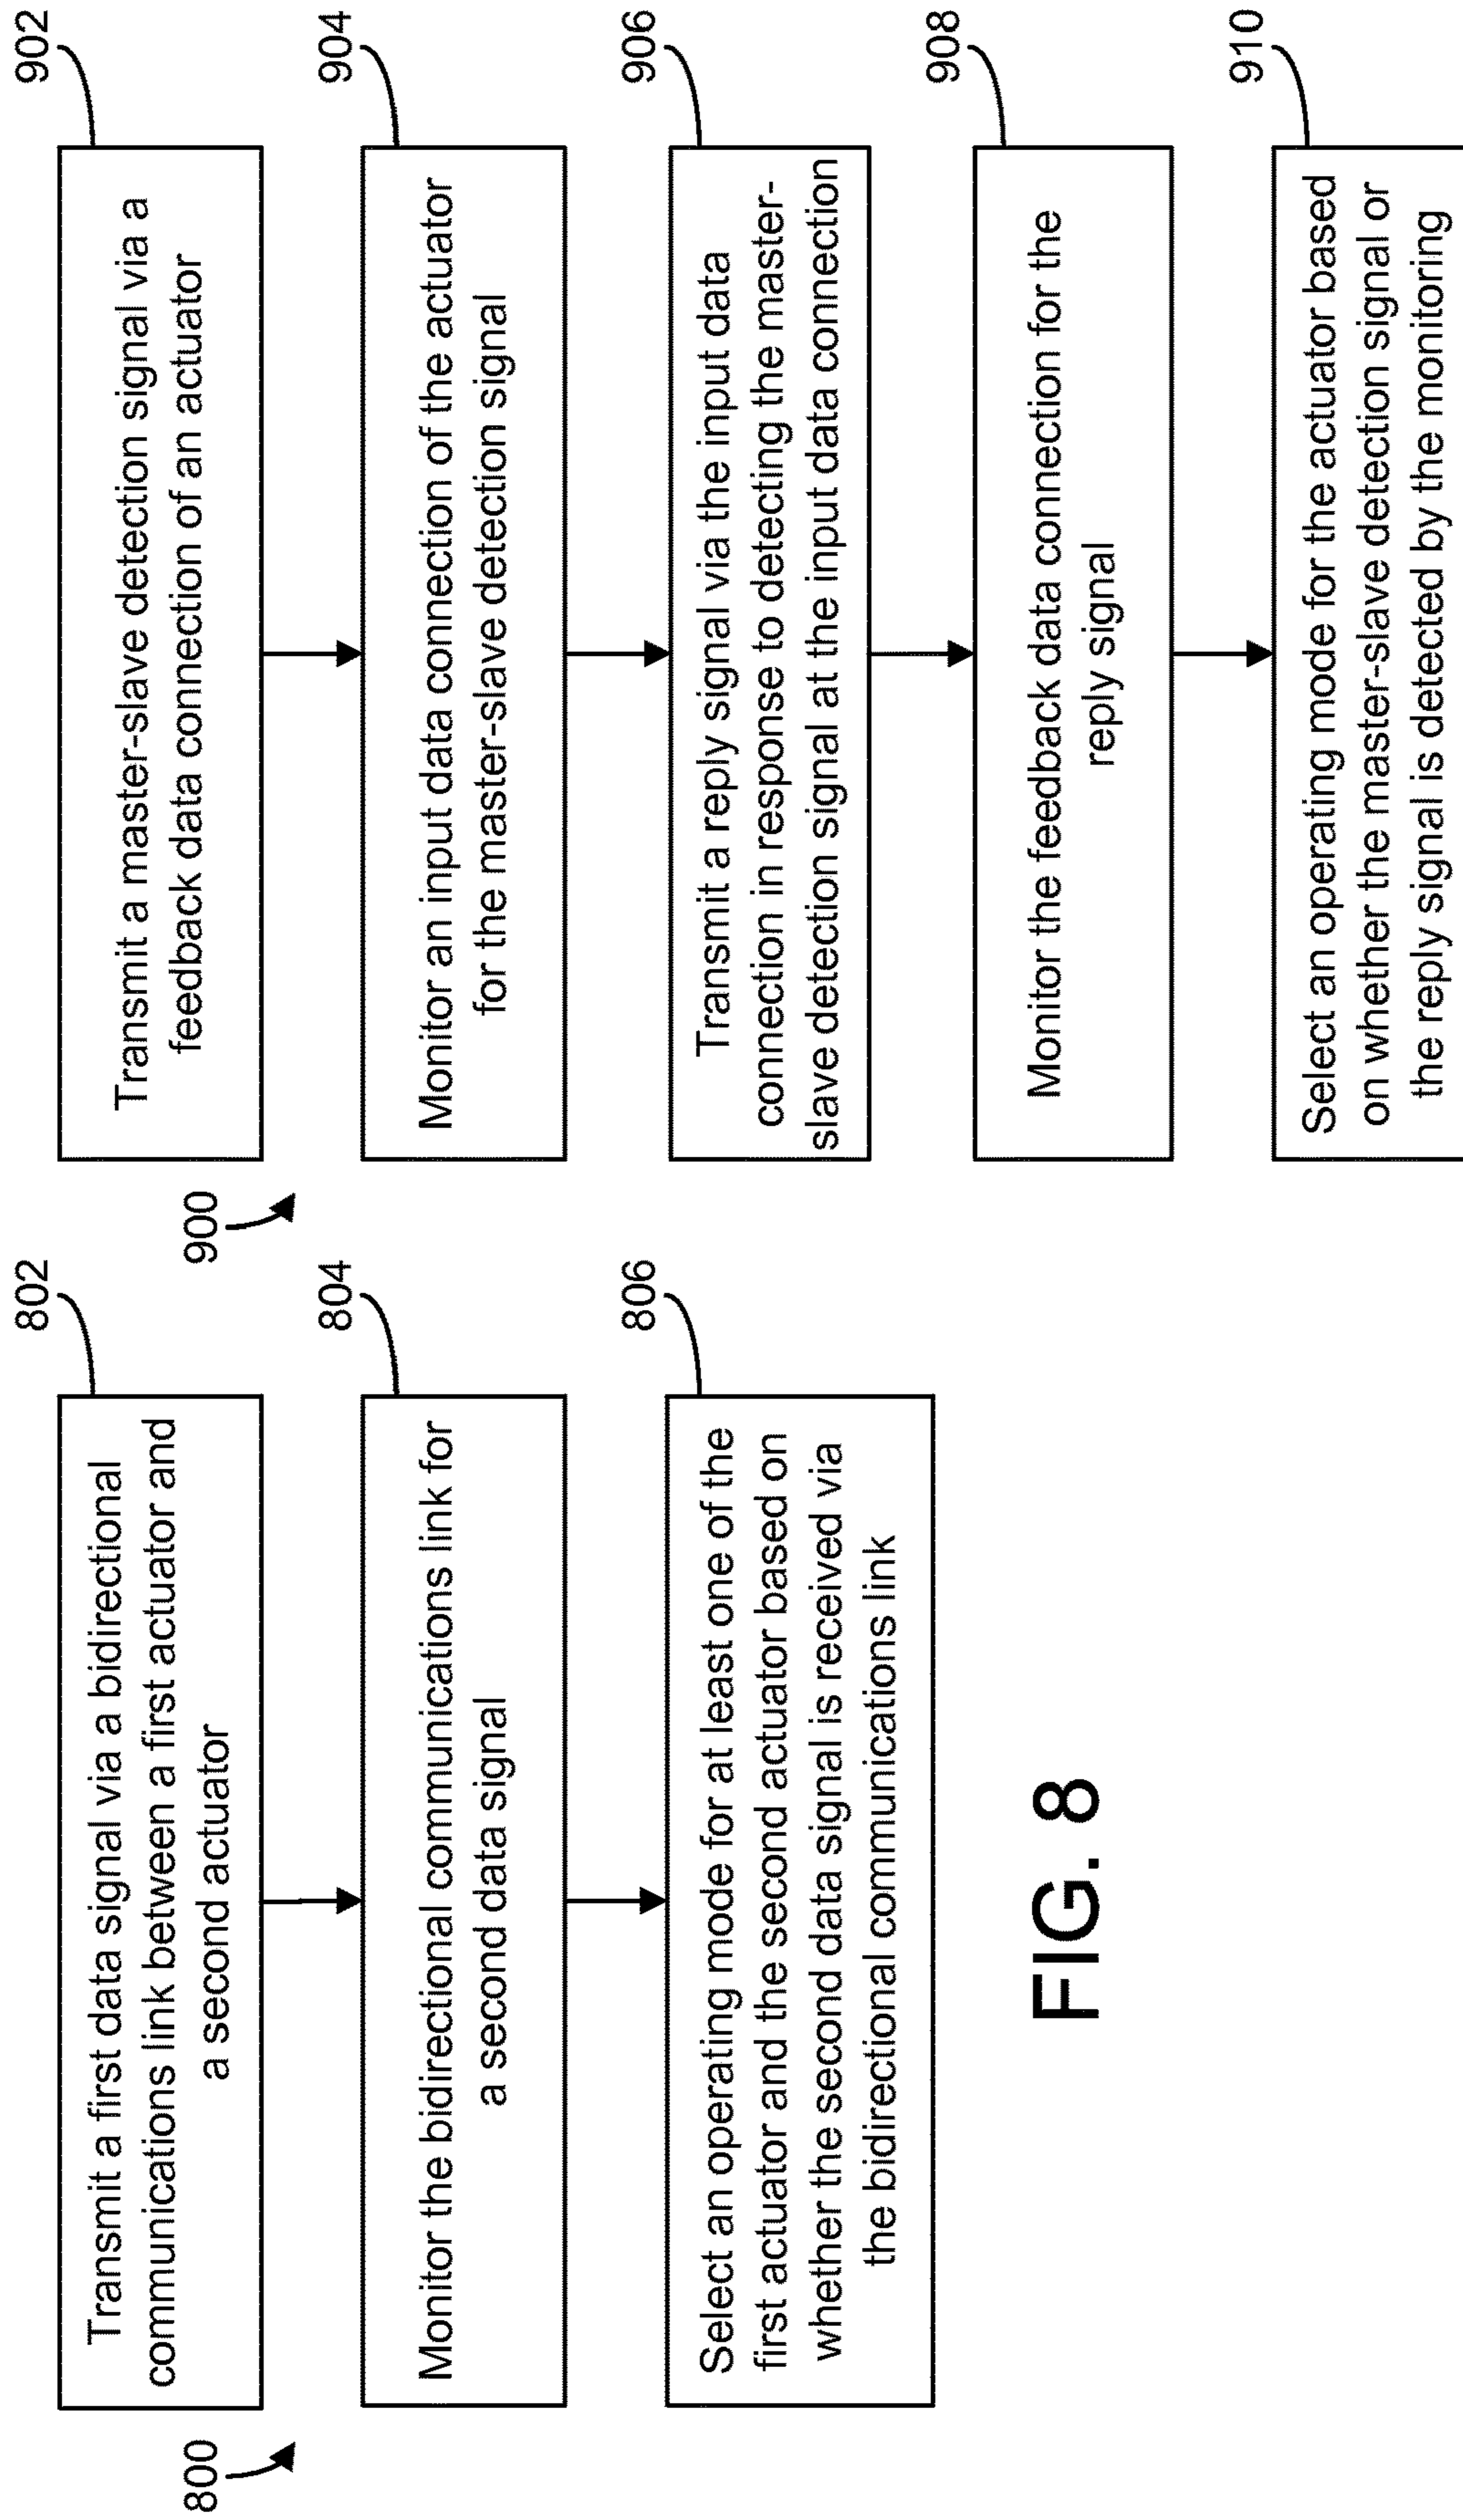 800
802
Transmit a first data signal via a bidirectional
communications link between a first actuator and
a second actuator
804
Monitor the bidirectional communications link for
a second data signal
806
Select an operating mode for at least one of the
first actuator and the second actuator based on
whether the second data signal is received via
the bidirectional communications link
FIG. 8
900
902
Transmit a master-slave detection signal via a
feedback data connection of an actuator
904
Monitor an input data connection of the actuator
for the master-slave detection signal
906
Transmit a reply signal via the input data
connection in response to detecting the master-
slave detection signal at the input data connection
908
Monitor the feedback data connection for the
reply signal
910
Select an operating mode for the actuator based
on whether the master-slave detection signal or
the reply signal is detected by the monitoring